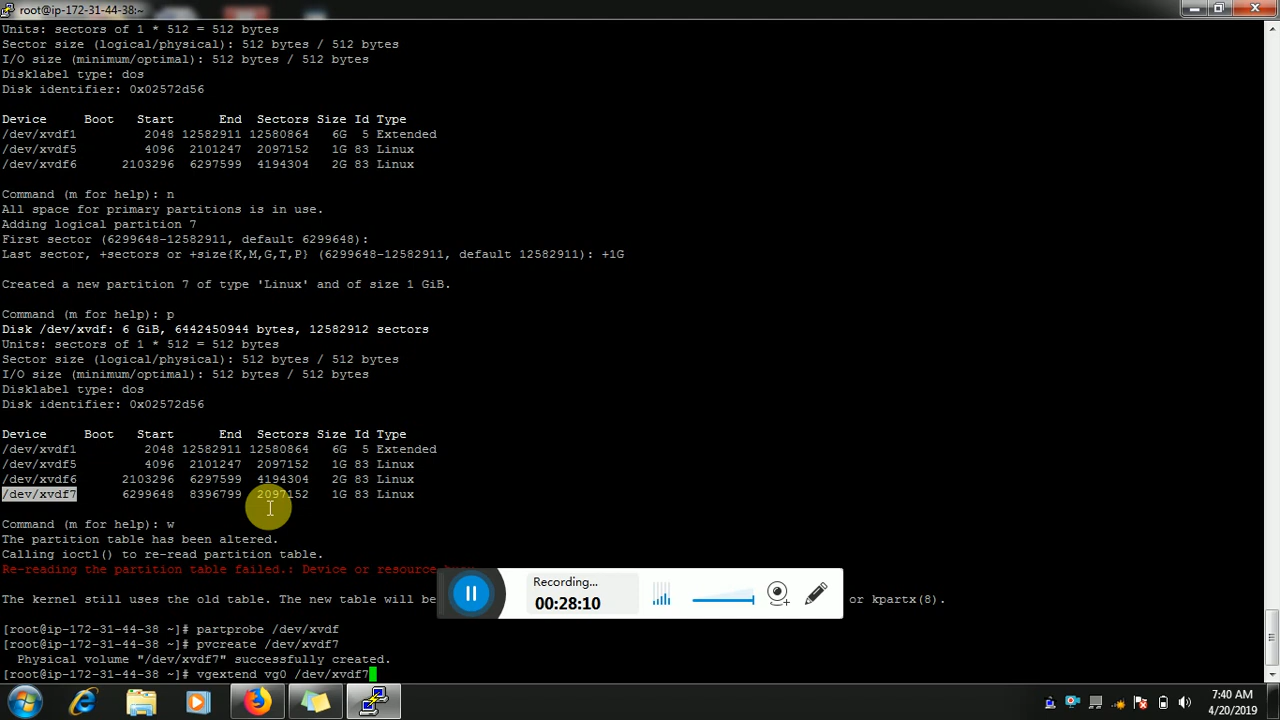 root@ip-172-31-44-38:~
Units: sectors of 1 * 512 = 512 bytes
Sector size (logical/physical): 512 bytes / 512 bytes
I/O size (minimum/optimal): 512 bytes / 512 bytes
Disklabel type: dos
Disk identifier: 0x02572d56
Device     Boot   Start      End  Sectors Size Id Type
/dev/xvdf1         2048 12582911 12580864   6G  5 Extended
/dev/xvdf5         4096  2101247  2097152   1G 83 Linux
/dev/xvdf6      2103296  6297599  4194304   2G 83 Linux
Command (m for help): n
All space for primary partitions is in use.
Adding logical partition 7
First sector (6299648-12582911, default 6299648):
Last sector, +sectors or +size{K,M,G,T,P} (6299648-12582911, default 12582911): +1G
Created a new partition 7 of type 'Linux' and of size 1 GiB.
Command (m for help): p
Disk /dev/xvdf: 6 GiB, 6442450944 bytes, 12582912 sectors
Units: sectors of 1 * 512 = 512 bytes
Sector size (logical/physical): 512 bytes / 512 bytes
I/O size (minimum/optimal): 512 bytes / 512 bytes
Disklabel type: dos
Disk identifier: 0x02572d56
Device     Boot   Start      End  Sectors Size Id Type
/dev/xvdf1         2048 12582911 12580864   6G  5 Extended
/dev/xvdf5         4096  2101247  2097152   1G 83 Linux
/dev/xvdf6      2103296  6297599  4194304   2G 83 Linux
/dev/xvdf7      6299648  8396799  2097152   1G 83 Linux
Command (m for help): w
The partition table has been altered.
Calling ioctl() to re-read partition table.
Re-reading the partition table failed.: Device or resource
Recording...
00:28:10
The kernel still uses the old table. The new table will be or kpartx(8).
[root@ip-172-31-44-38 ~]# partprobe /dev/xvdf
[root@ip-172-31-44-38 ~]# pvcreate /dev/xvdf7
  Physical volume "/dev/xvdf7" successfully created.
[root@ip-172-31-44-38 ~]# vgextend vg0 /dev/xvdf7
7:40 AM
4/20/2019